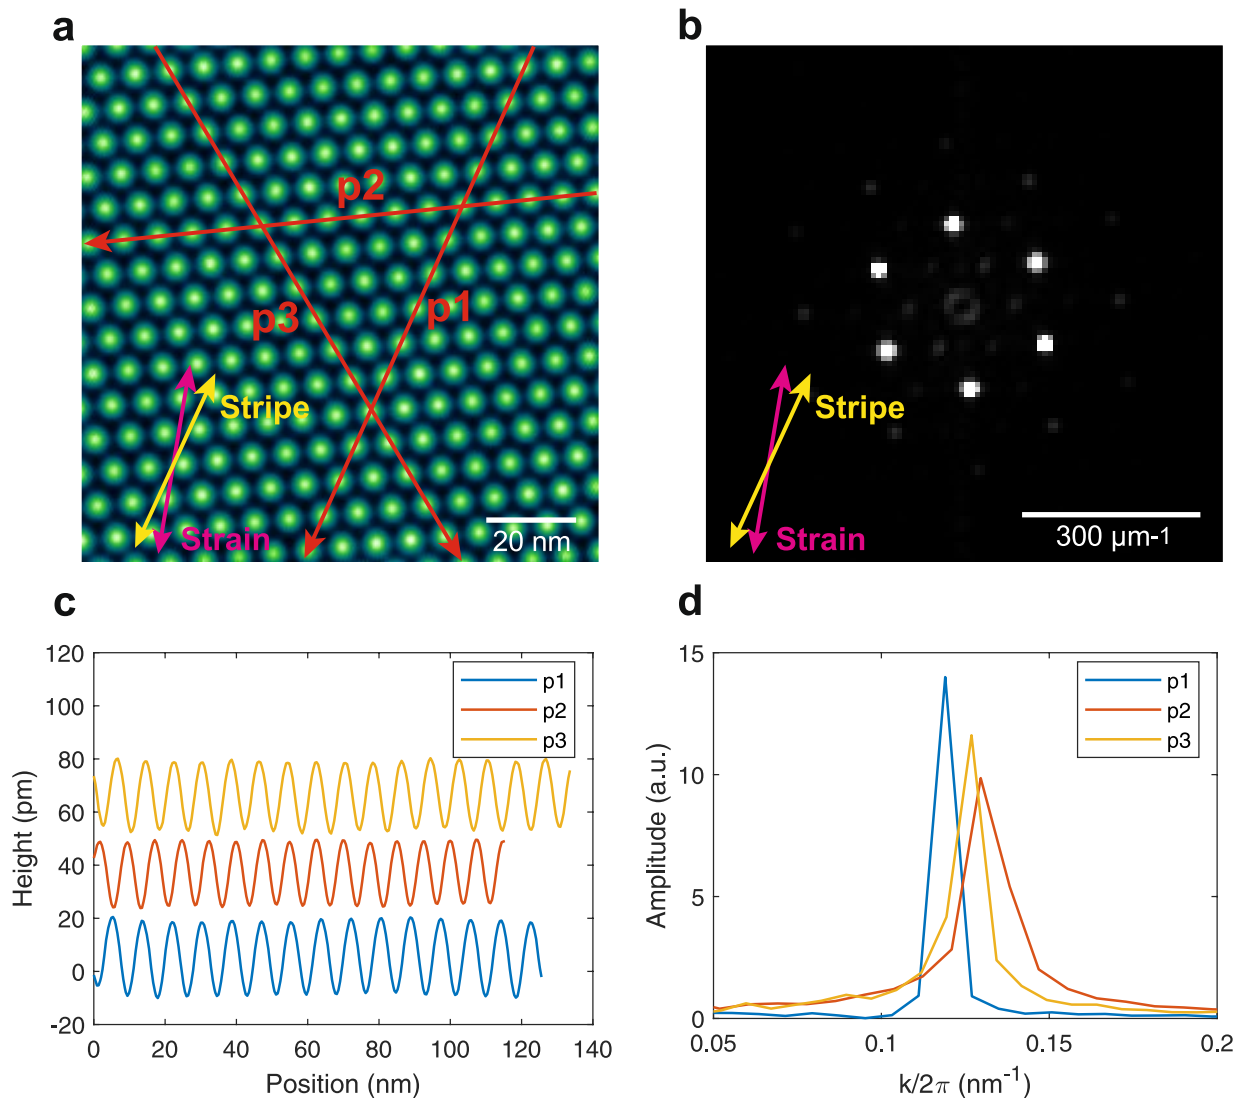 a
p2
p3
p1
Stripe
Strain
20 nm
b
Stripe
Strain
300 µm-1
c
120
100
80
60
40
20
0
-20
Height (pm)
p1
p2
p3
0 20 40 60 80 100 120 140
Position (nm)
d
15
10
5
0
Amplitude (a.u.)
p1
p2
p3
0.05 0.1 0.15 0.2
k/2π (nm⁻¹)